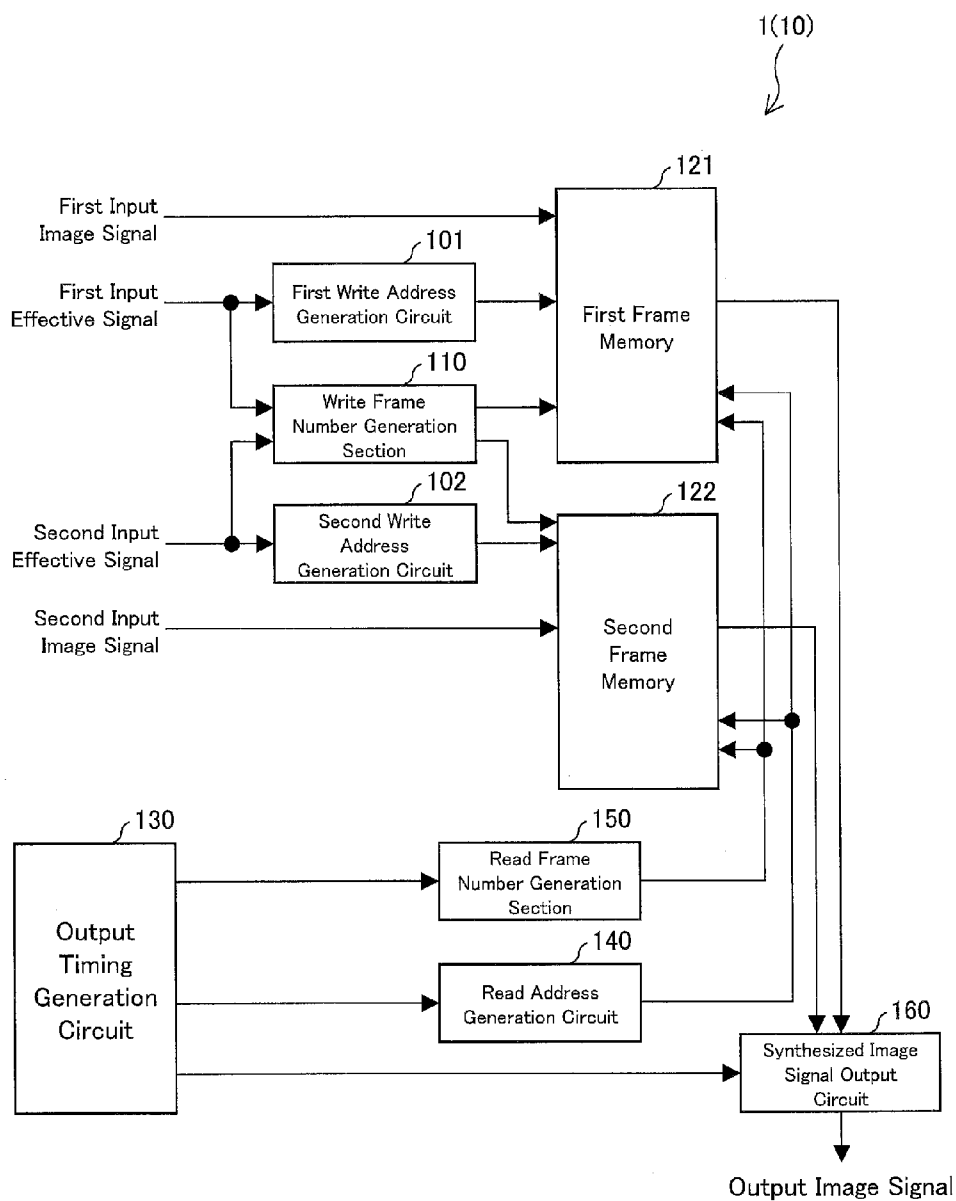 1(10)
121
First Input
Image Signal
101
First Input
Effective Signal
First Write Address
Generation Circuit
First Frame
Memory
110
Write Frame
Number Generation
Section
102
122
Second Input
Effective Signal
Second Write
Address
Generation Circuit
Second Input
Image Signal
Second
Frame
Memory
130
150
Read Frame
Number Generation
Section
Output
Timing
Generation
Circuit
140
Read Address
Generation Circuit
160
Synthesized Image
Signal Output
Circuit
Output Image Signal